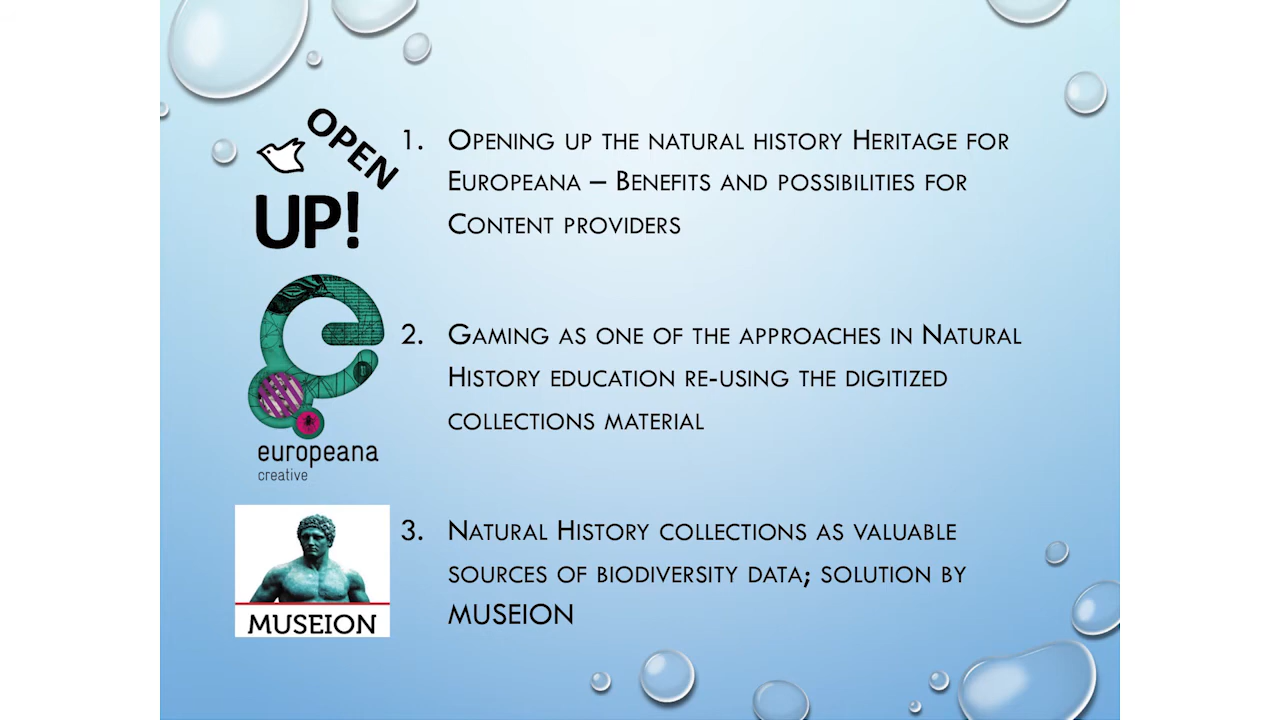 OPEN
UP!
1. Opening up the natural history Heritage for
Europeana – Benefits and possibilities for
Content providers
europeana
creative
2. Gaming as one of the approaches in Natural
History education re-using the digitized
collections material
MUSEION
3. Natural History collections as valuable
sources of biodiversity data; solution by
MUSEION